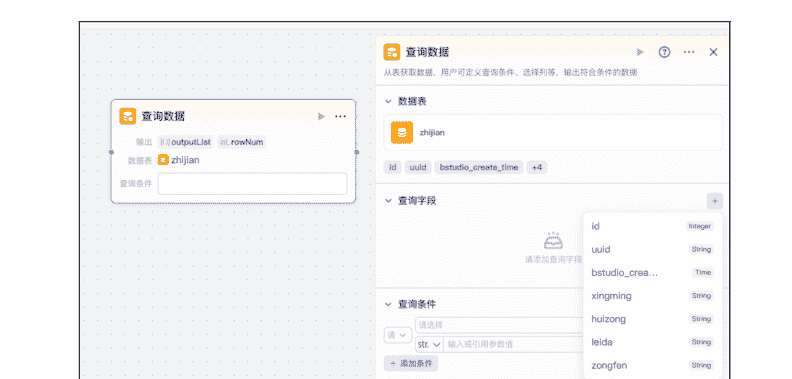 查询数据
从表获取数据，用户可定义查询条件、选择列等，输出符合条件的数据
数据表
zhijian
id uuid bstudio_create_time +4
查询字段
请添加查询字段
id Integer
uuid String
bstudio_crea... Time
xingming String
huizong String
leida String
zongfen String
查询条件
请 请选择
str. 输入或引用参数值
+ 添加条件
查询数据
输出 [()] outputList int. rowNum
数据表 zhijian
查询条件